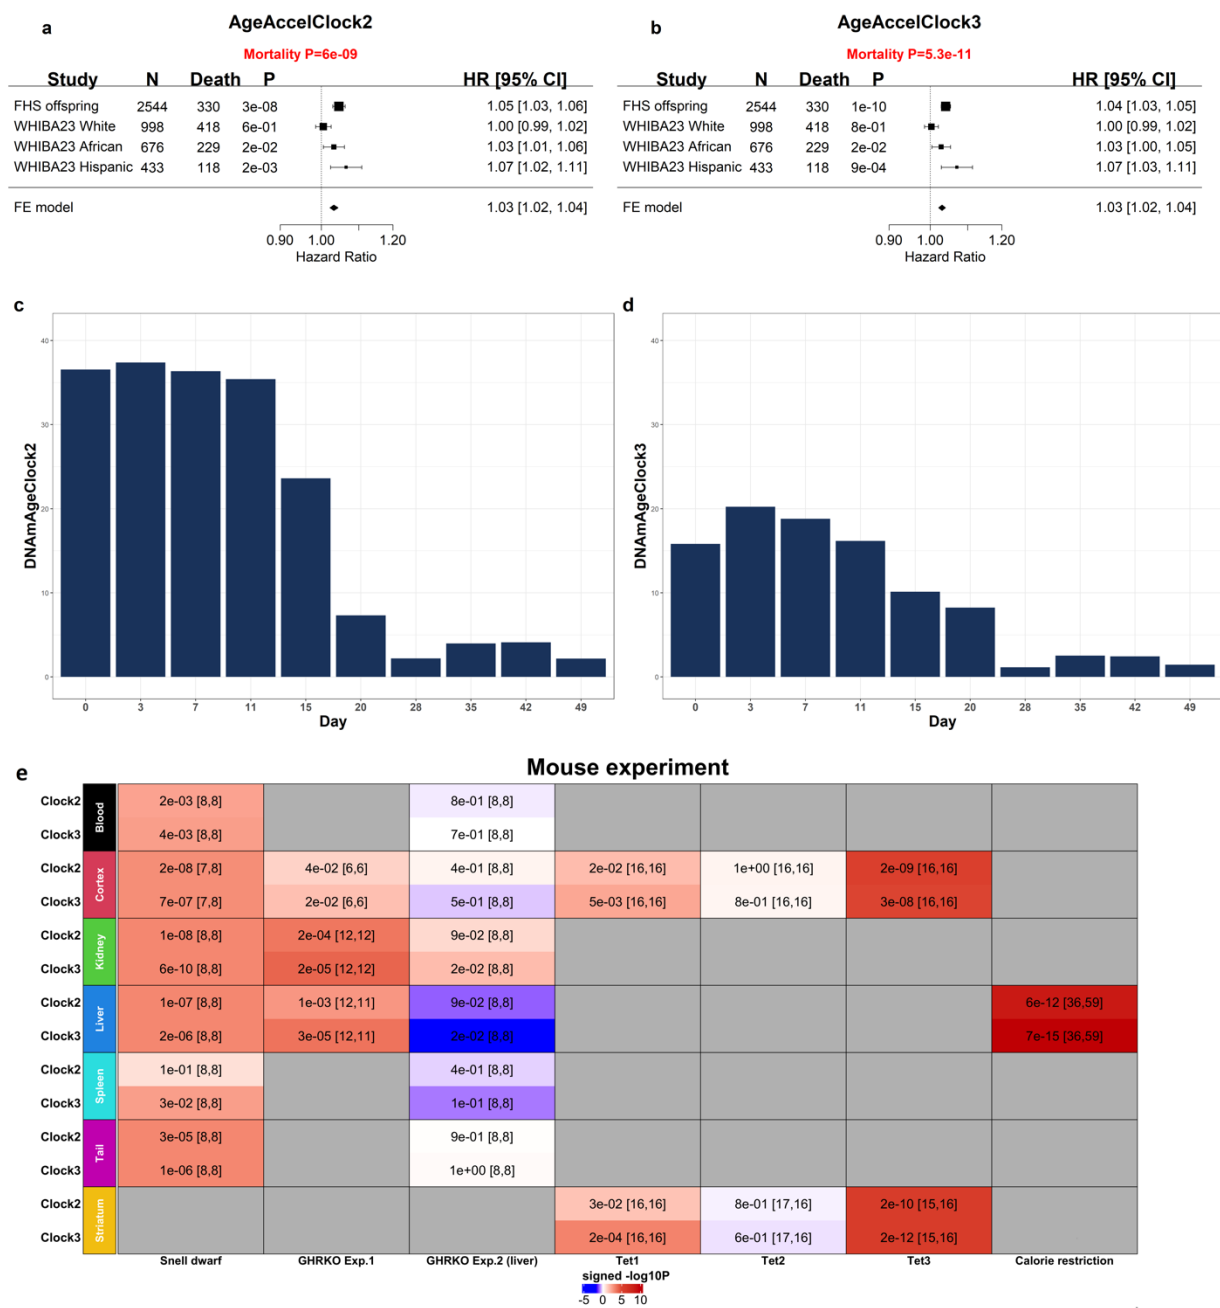 a AgeAccelClock2
Mortality P=6e-09
Study N Death P HR [95% CI]
FHS offspring 2544 330 3e-08 1.05 [1.03, 1.06]
WHIBA23 White 998 418 6e-01 1.00 [0.99, 1.02]
WHIBA23 African 676 229 2e-02 1.03 [1.01, 1.06]
WHIBA23 Hispanic 433 118 2e-03 1.07 [1.02, 1.11]
FE model 1.03 [1.02, 1.04]
0.90 1.00 1.20
Hazard Ratio
b AgeAccelClock3
Mortality P=5.3e-11
Study N Death P HR [95% CI]
FHS offspring 2544 330 1e-10 1.04 [1.03, 1.05]
WHIBA23 White 998 418 8e-01 1.00 [0.99, 1.02]
WHIBA23 African 676 229 2e-02 1.03 [1.00, 1.05]
WHIBA23 Hispanic 433 118 9e-04 1.07 [1.03, 1.11]
FE model 1.03 [1.02, 1.04]
0.90 1.00 1.20
Hazard Ratio
c
DNAmAgeClock2
40
30
20
10
0
0 3 7 11 15 20 28 35 42 49
Day
d
DNAmAgeClock3
40
30
20
10
0
0 3 7 11 15 20 28 35 42 49
Day
e Mouse experiment
Blood
Clock2 2e-03 [8,8] 8e-01 [8,8]
Clock3 4e-03 [8,8] 7e-01 [8,8]
Cortex
Clock2 2e-08 [7,8] 4e-02 [6,6] 4e-01 [8,8] 2e-02 [16,16] 1e+00 [16,16] 2e-09 [16,16]
Clock3 7e-07 [7,8] 2e-02 [6,6] 5e-01 [8,8] 5e-03 [16,16] 8e-01 [16,16] 3e-08 [16,16]
Kidney
Clock2 1e-08 [8,8] 2e-04 [12,12] 9e-02 [8,8]
Clock3 6e-10 [8,8] 2e-05 [12,12] 2e-02 [8,8]
Liver
Clock2 1e-07 [8,8] 1e-03 [12,11] 9e-02 [8,8] 6e-12 [36,59]
Clock3 2e-06 [8,8] 3e-05 [12,11] 2e-02 [8,8] 7e-15 [36,59]
Spleen
Clock2 1e-01 [8,8] 4e-01 [8,8]
Clock3 3e-02 [8,8] 1e-01 [8,8]
Tail
Clock2 3e-05 [8,8] 9e-01 [8,8]
Clock3 1e-06 [8,8] 1e+00 [8,8]
Striatum
Clock2 3e-02 [16,16] 8e-01 [17,16] 2e-10 [15,16]
Clock3 2e-04 [16,16] 6e-01 [17,16] 2e-12 [15,16]
Snell dwarf GHRKO Exp.1 GHRKO Exp.2 (liver) Tet1 Tet2 Tet3 Calorie restriction
signed -log10P
-5 0 5 10